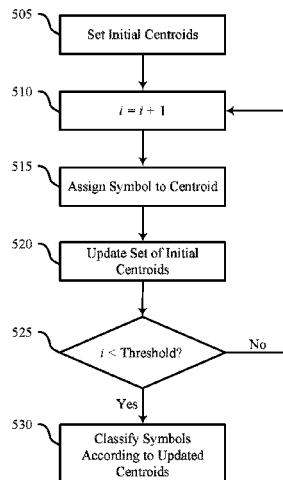 505
Set Initial Centroids
510
i = i + 1
515
Assign Symbol to Centroid
520
Update Set of Initial
Centroids
525
i < Threshold?
No
Yes
530
Classify Symbols
According to Updated
Centroids